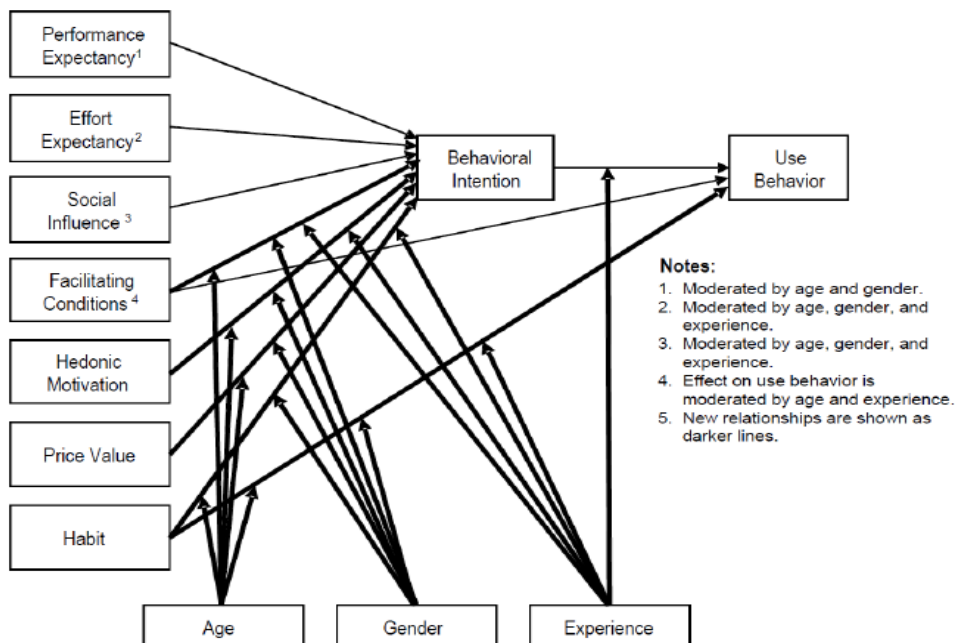 Performance
Expectancy1
Effort
Expectancy2
Social
Influence 3
Facilitating
Conditions 4
Hedonic
Motivation
Price Value
Habit
Behavioral
Intention
Use
Behavior
Notes:
1. Moderated by age and gender.
2. Moderated by age, gender, and
experience.
3. Moderated by age, gender, and
experience.
4. Effect on use behavior is
moderated by age and experience.
5. New relationships are shown as
darker lines.
Age
Gender
Experience